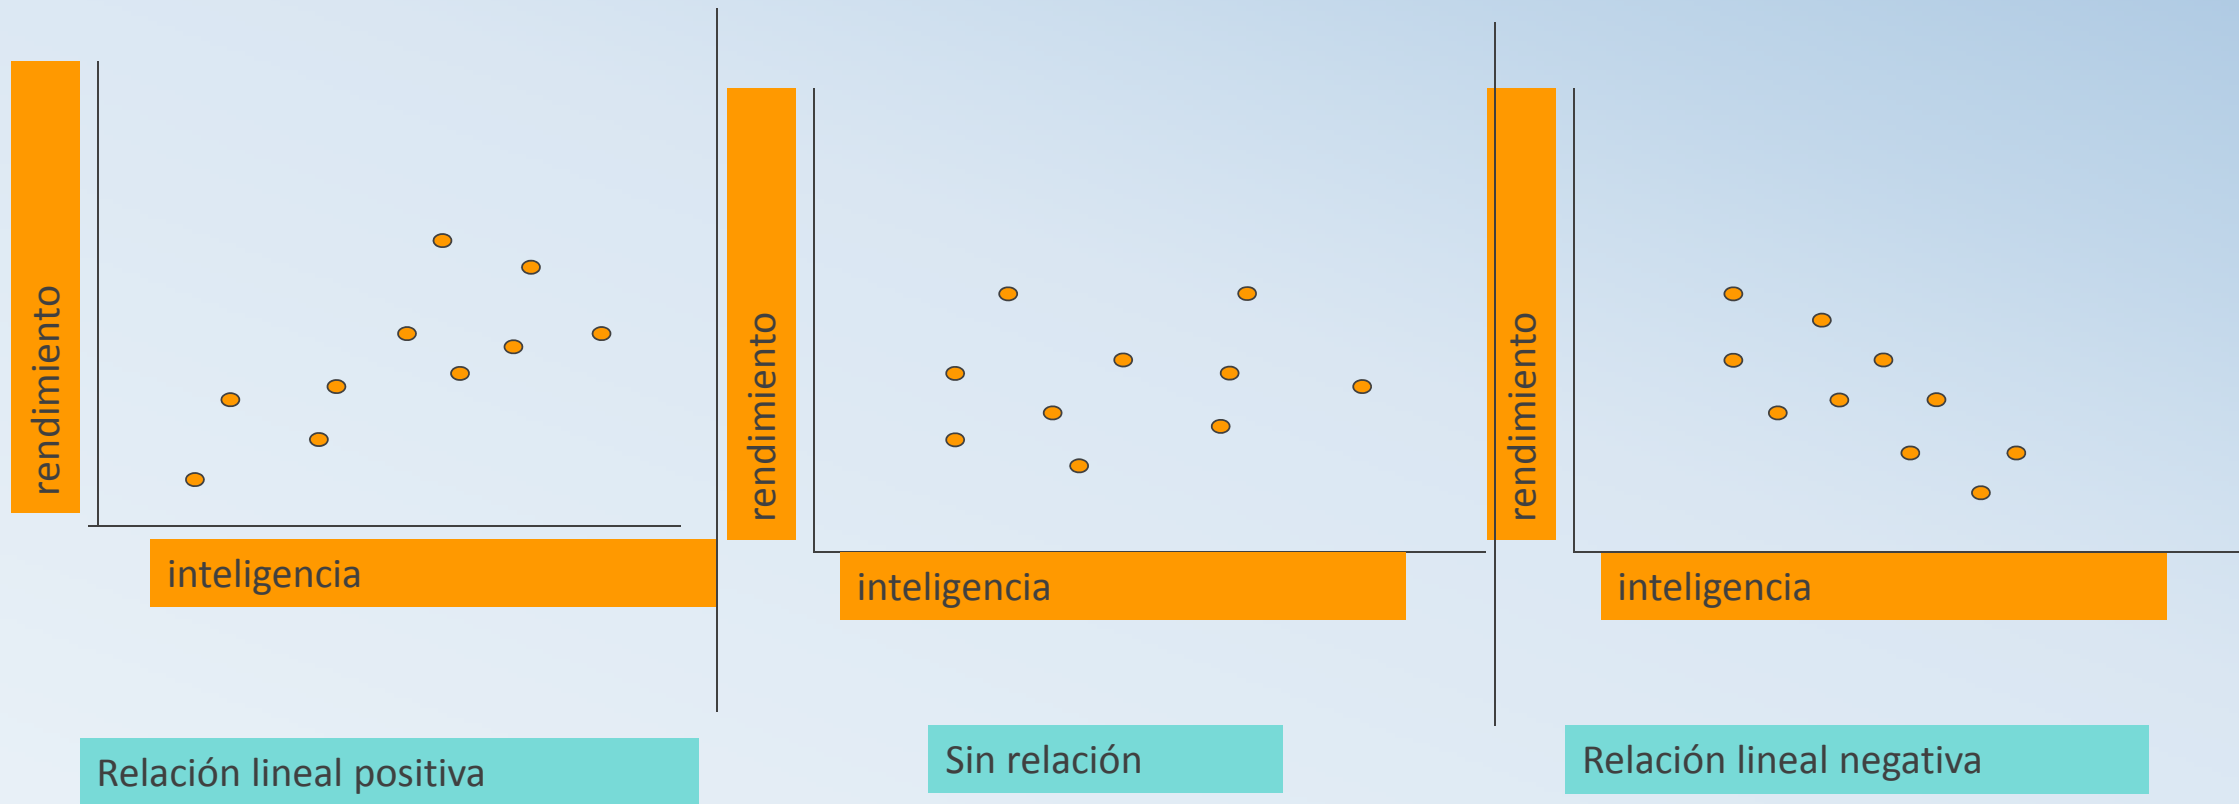 rendimiento
inteligencia
Relación lineal positiva
rendimiento
inteligencia
Sin relación
rendimiento
inteligencia
Relación lineal negativa